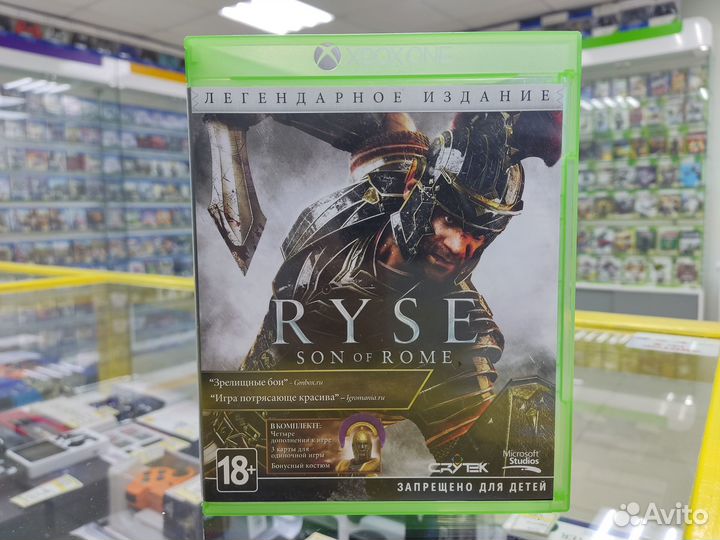 XBOX ONE
ЛЕГЕНДАРНОЕ ИЗДАНИЕ
RYSE
SON OF ROME
"Зрелищные бои" – Gmbox.ru
"Игра потрясающе красива" – Igromania.ru
В КОМПЛЕКТЕ:
Четыре
дополнения к игре
3 карты для
одиночной игры
Бонусный костюм
18+
CRYTEK
Microsoft
Studios
ЗАПРЕЩЕНО ДЛЯ ДЕТЕЙ
Avito